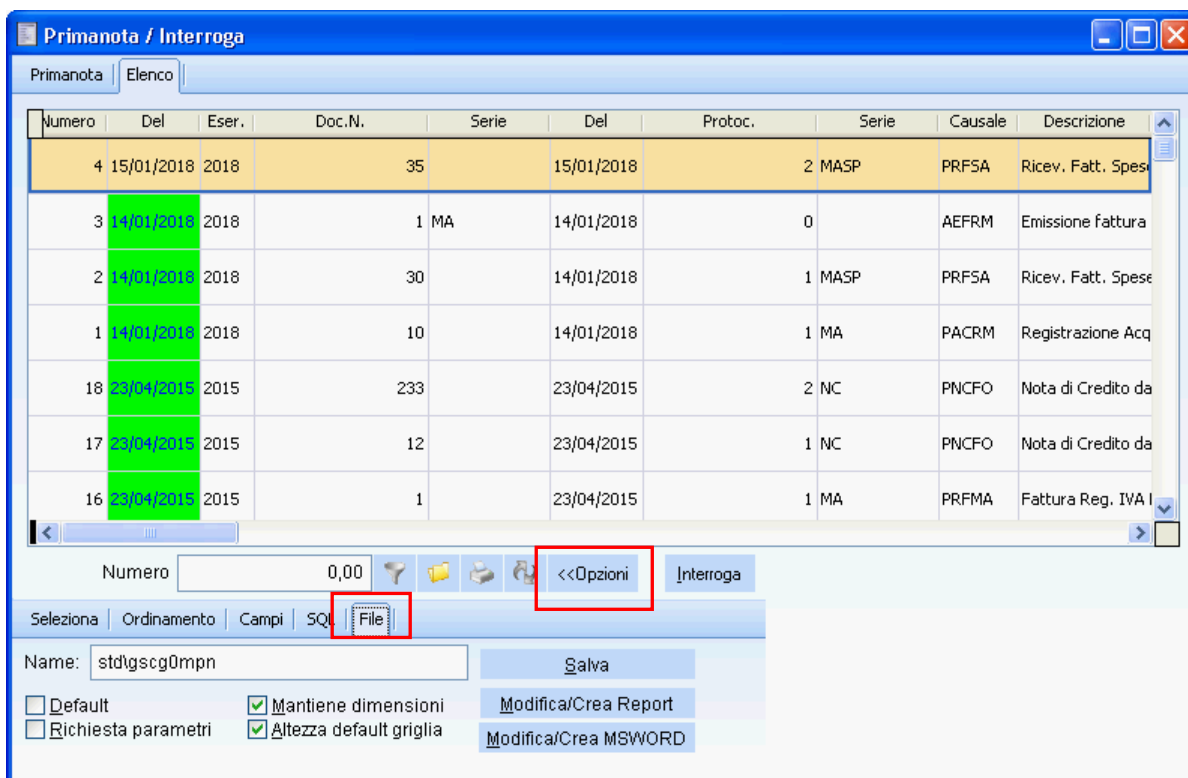 Primanota / Interroga
Primanota Elenco
Numero Del Eser. Doc.N. Serie Del Protoc. Serie Causale Descrizione
4 15/01/2018 2018 35 15/01/2018 2 MASP PRFSA Ricev. Fatt. Spese
3 14/01/2018 2018 1 MA 14/01/2018 0 AEFRM Emissione fattura
2 14/01/2018 2018 30 14/01/2018 1 MASP PRFSA Ricev. Fatt. Spese
1 14/01/2018 2018 10 14/01/2018 1 MA PACRM Registrazione Acq
18 23/04/2015 2015 233 23/04/2015 2 NC PNCFO Nota di Credito da
17 23/04/2015 2015 12 23/04/2015 1 NC PNCFO Nota di Credito da
16 23/04/2015 2015 1 23/04/2015 1 MA PRFMA Fattura Reg. IVA
Numero 0,00 <<Opzioni Interroga
Seleziona Ordinamento Campi SQL File
Name: std\gscg0mpn Salva
Default Mantiene dimensioni Modifica/Crea Report
Richiesta parametri Altezza default griglia
Modifica/Crea MSWORD